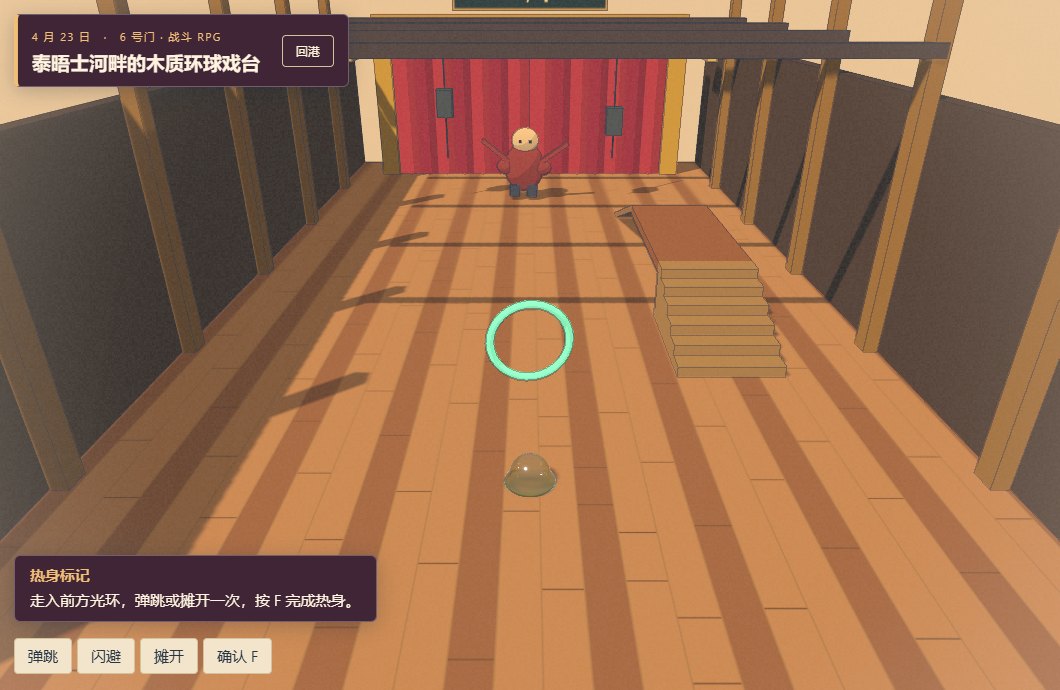 4 月 23 日 · 6 号门 · 战斗 RPG
泰晤士河畔的木质环球戏台
回港
热身标记
走入前方光环，弹跳或摊开一次，按 F 完成热身。
弹跳
闪避
摊开
确认 F